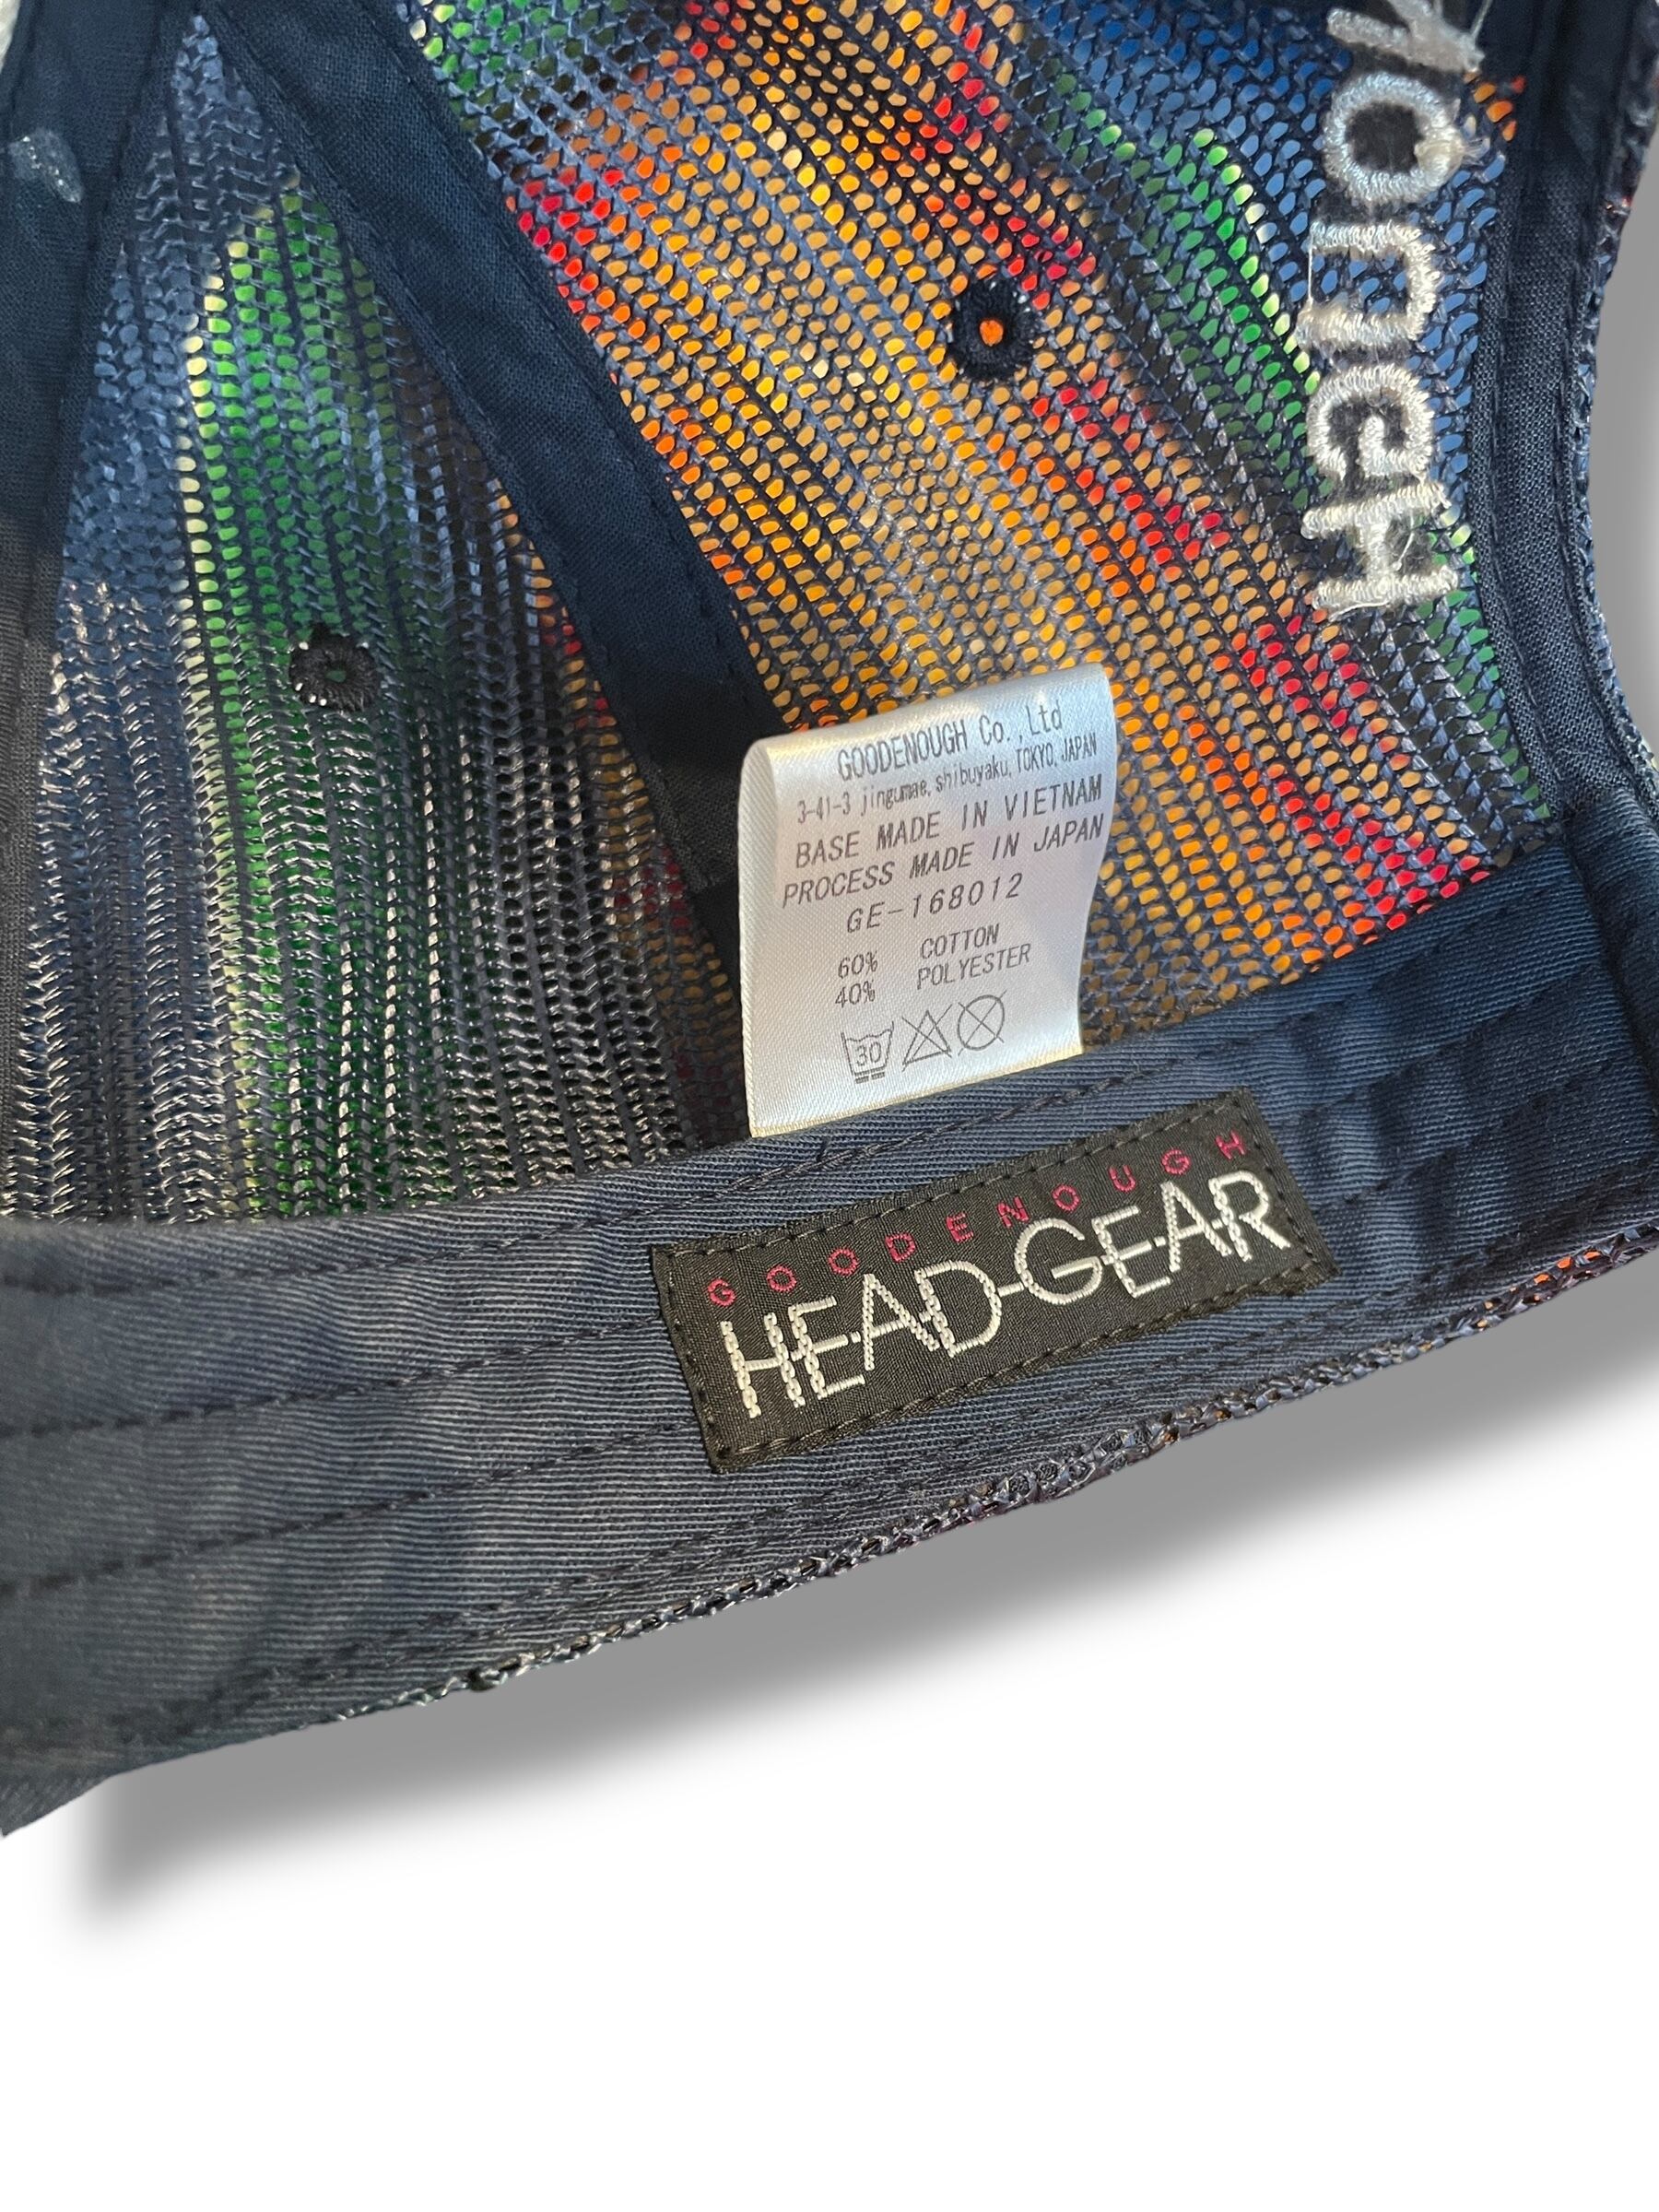 GOODENOUGH Co., Ltd
3-41-3 jingumae, shibuyaku, TOKYO, JAPAN
BASE MADE IN VIETNAM
PROCESS MADE IN JAPAN
GE-168012
60% COTTON
40% POLYESTER
30
GOODENOUGH
HEAD-GEAR